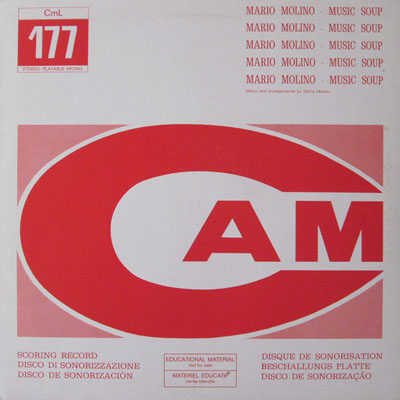 CmL
177
STEREO PLAYABLE MONO
MARIO MOLINO - MUSIC SOUP
MARIO MOLINO - MUSIC SOUP
MARIO MOLINO - MUSIC SOUP
MARIO MOLINO - MUSIC SOUP
MARIO MOLINO - MUSIC SOUP
Music and arrangements by Mario Molino
CAM
SCORING RECORD
DISCO DI SONORIZZAZIONE
DISCO DE SONORIZACIÓN
EDUCATIONAL MATERIAL
Not for sale
MATERIEL EDUCATIF
Vente interdite
DISQUE DE SONORISATION
BESCHALLUNGS PLATTE
DISCO DE SONORIZAÇÃO